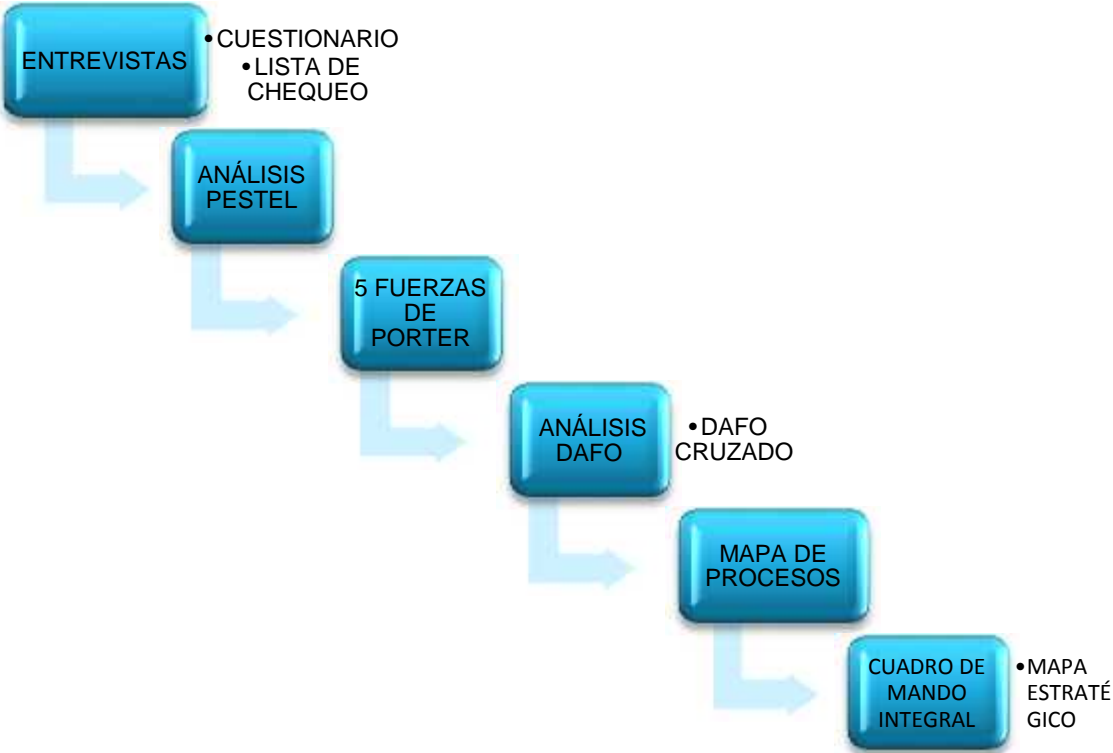 ENTREVISTAS
•CUESTIONARIO
•LISTA DE
CHEQUEO
ANÁLISIS
PESTEL
5 FUERZAS
DE
PORTER
ANÁLISIS
DAFO
•DAFO
CRUZADO
MAPA DE
PROCESOS
CUADRO DE
MANDO
INTEGRAL
•MAPA
ESTRATÉ
GICO